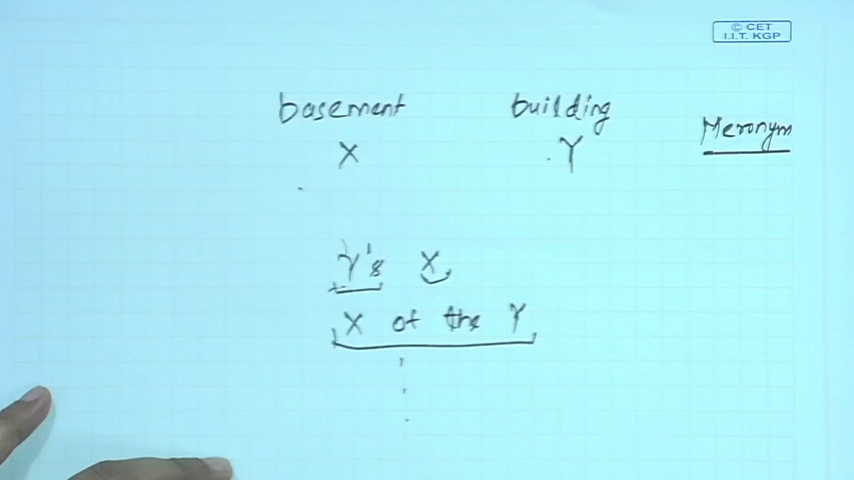 © CET
I.I.T. KGP
basement building
Meronym
X Y
Y's X
X of the Y